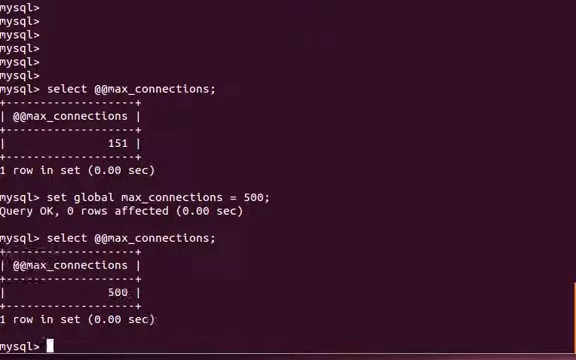 mysql>
mysql>
mysql>
mysql>
mysql>
mysql>
mysql> select @@max_connections;
+-------------------+
| @@max_connections |
+-------------------+
|               151 |
+-------------------+
1 row in set (0.00 sec)
mysql> set global max_connections = 500;
Query OK, 0 rows affected (0.00 sec)
mysql> select @@max_connections;
+-------------------+
| @@max_connections |
+-------------------+
|               500 |
+-------------------+
1 row in set (0.00 sec)
mysql>